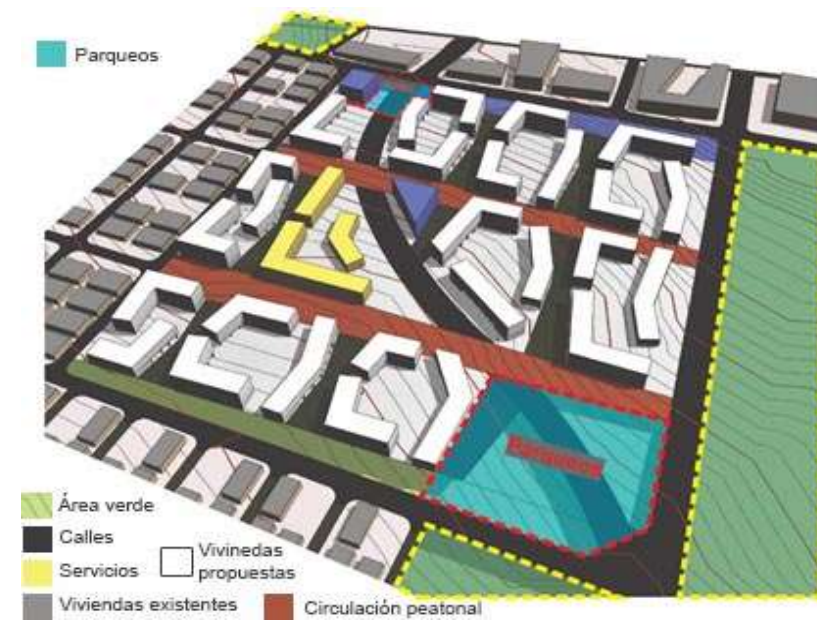 Parqueos
Área verde
Calles
Servicios
Vivinedas
propuestas
Viviendas existentes
Circulación peatonal